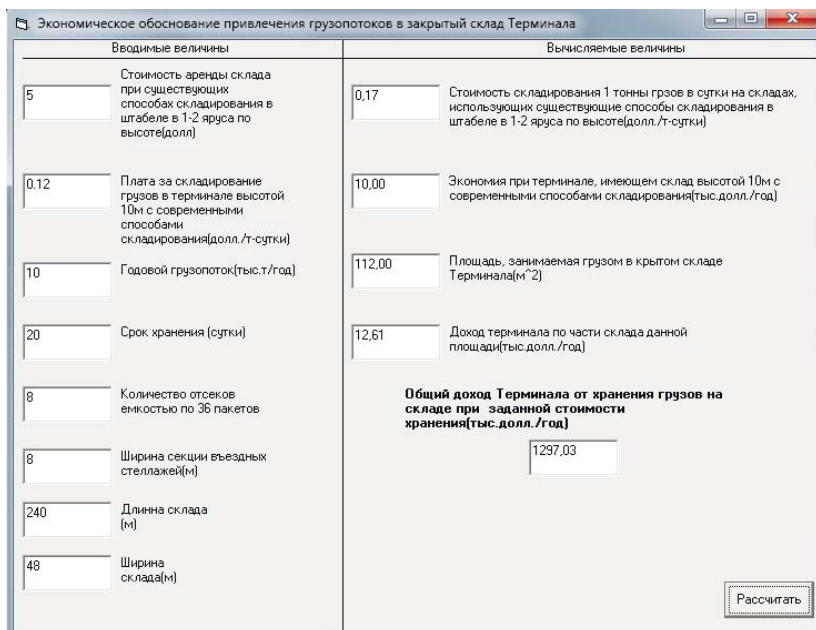 Экономическое обоснование привлечения грузопотоков в закрытый склад Терминала
Вводимые величины
5
Стоимость аренды склада
при существующих
способах складирования в
штабеле в 1-2 яруса по
высоте(долл)
0.12
Плата за складирование
грузов в терминале высотой
10м с современными
способами
складирования(долл./т-сутки)
10
Годовой грузопоток(тыс.т/год)
20
Срок хранения (сутки)
8
Количество отсеков
емкостью по 36 пакетов
8
Ширина секции въездных
стеллажей(м)
240
Длинна склада
(м)
48
Ширина
склада(м)
Вычисляемые величины
0,17
Стоимость складирования 1 тонны грзов в сутки на складах,
использующих существующие способы складирования в
штабеле в 1-2 яруса по высоте(долл./т-сутки)
10,00
Экономия при терминале, имеющем склад высотой 10м с
современными способами складирования(тыс.долл./год)
112,00
Площадь, занимаемая грузом в крытом складе
Терминала(м^2)
12,61
Доход терминала по части склада данной
площади(тыс.долл./год)
Общий доход Терминала от хранения грузов на
складе при заданной стоимости
хранения(тыс.долл./год)
1297,03
Рассчитать